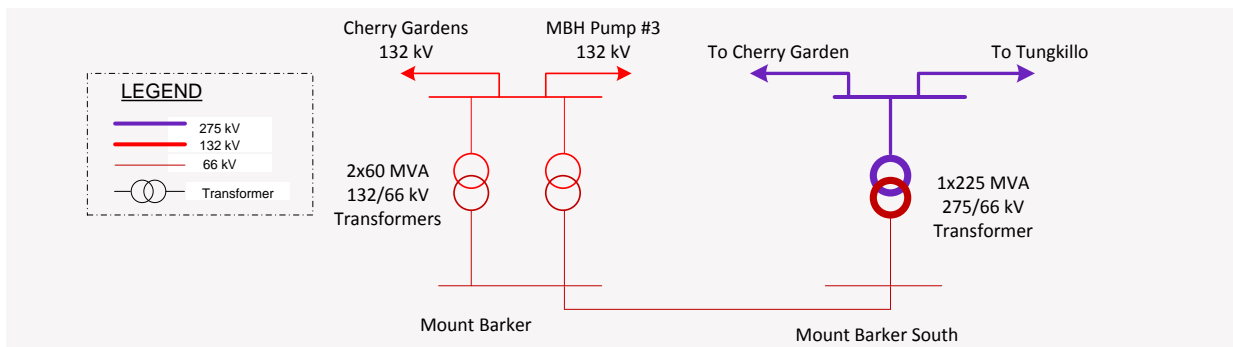 Cherry Gardens
132 kV
MBH Pump #3
132 kV
To Cherry Garden
To Tungkillo
LEGEND
275 kV
132 kV
66 kV
Transformer
2x60 MVA
132/66 kV
Transformers
1x225 MVA
275/66 kV
Transformer
Mount Barker
Mount Barker South